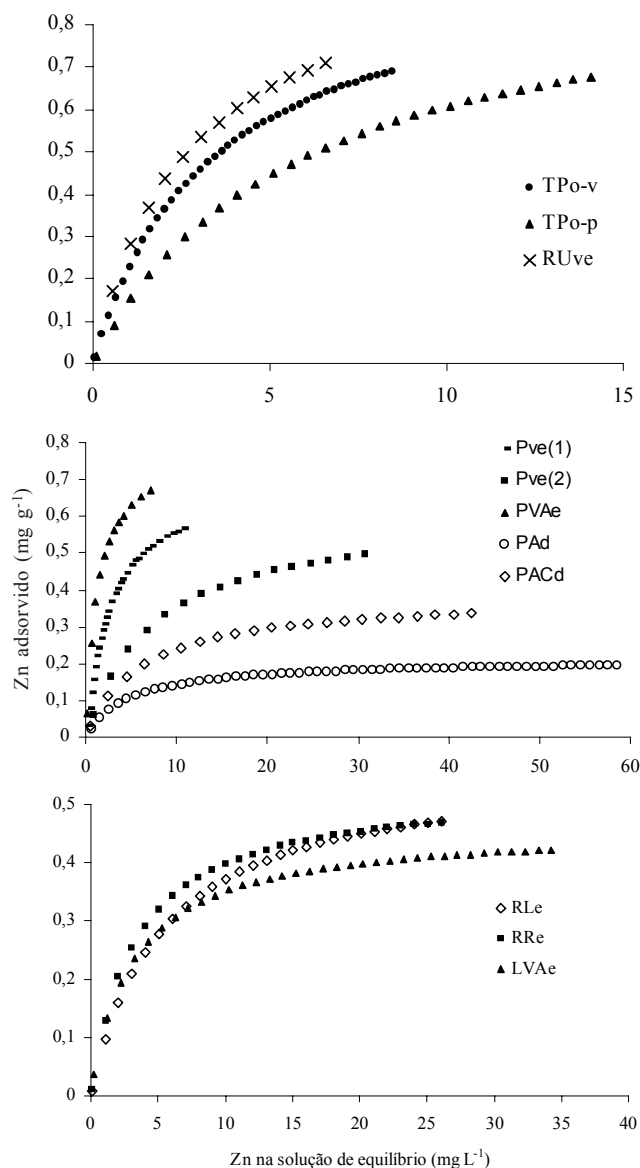 0,8
0,7
0,6
0,5
0,4
0,3
0,2
0,1
0
TPo-v
TPo-p
RUve
0 5 10 15
Zn adsorvido (mg g-1)
0,8
0,7
0,6
0,5
0,4
0,3
0,2
0,1
0
Pve(1)
Pve(2)
PVAe
PAd
PACd
0 10 20 30 40 50 60
0,5
0,4
0,3
0,2
0,1
0
RLe
RRe
LVAe
0 5 10 15 20 25 30 35 40
Zn na solução de equilíbrio (mg L-1)